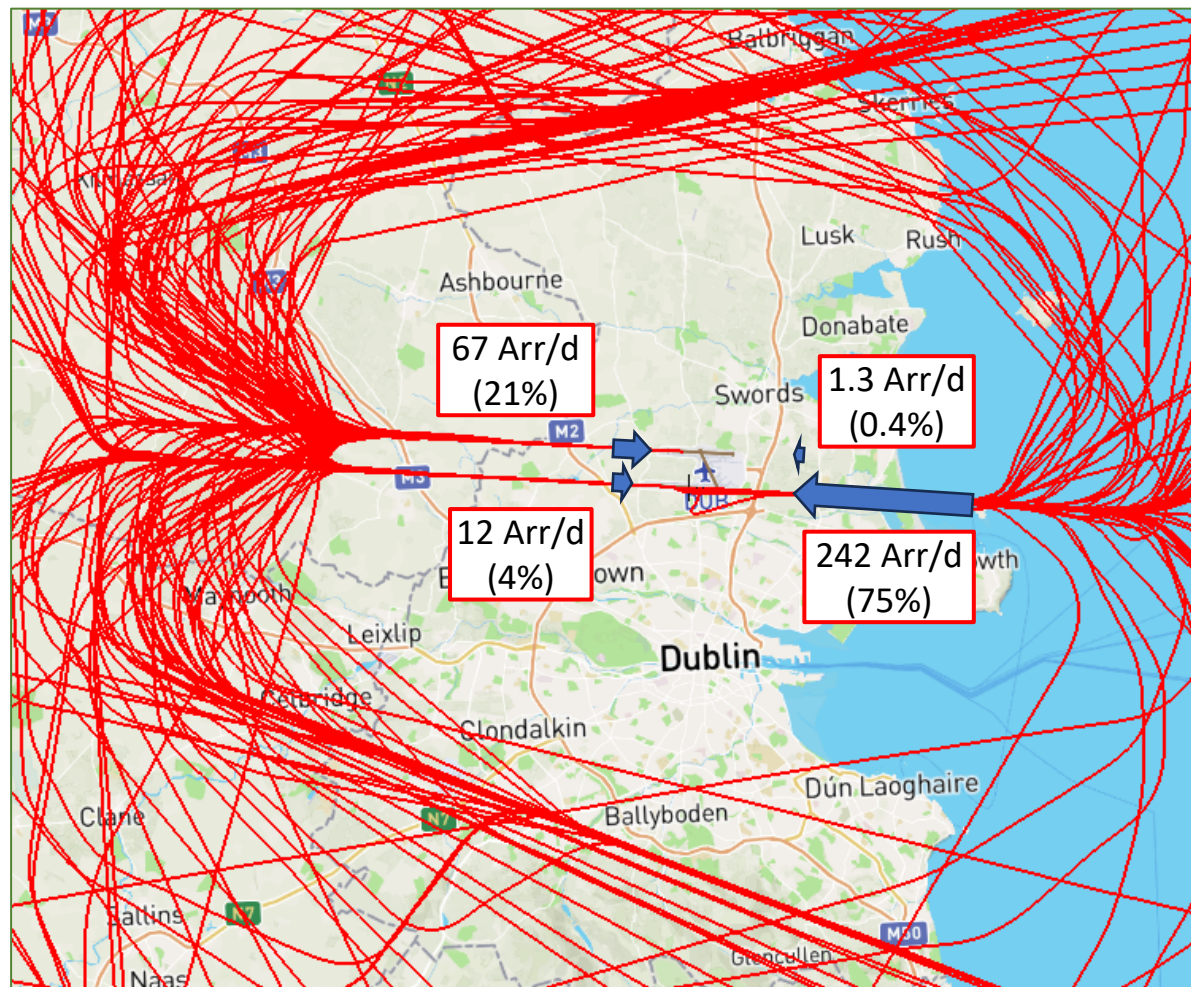 Balbriggan
Skerries
Lusk
Rush
Ashbourne
Donabate
67 Arr/d
(21%)
Swords
1.3 Arr/d
(0.4%)
M2
M3
DUB
12 Arr/d
(4%)
242 Arr/d
(75%)
own
wth
Maynooth
Leixlip
Dublin
Celbridge
Clondalkin
Dún Laoghaire
Clane
N7
Ballyboden
Sallins
N7
M50
Glencullen
Naas